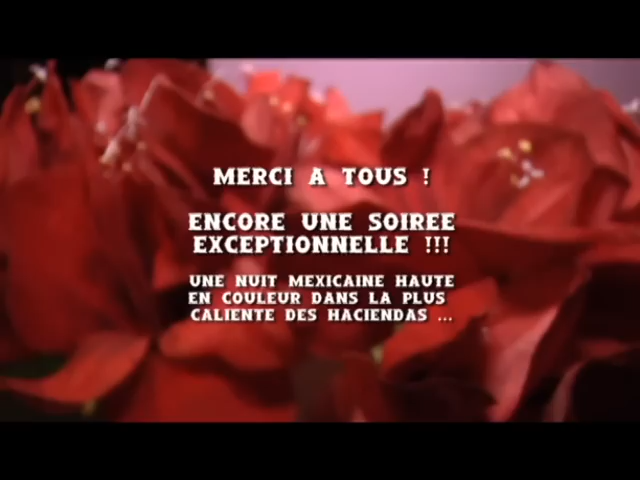 MERCI A TOUS !
ENCORE UNE SOIREE
EXCEPTIONNELLE !!!
UNE NUIT MEXICAINE HAUTE
EN COULEUR DANS LA PLUS
CALIENTE DES HACIENDAS ...